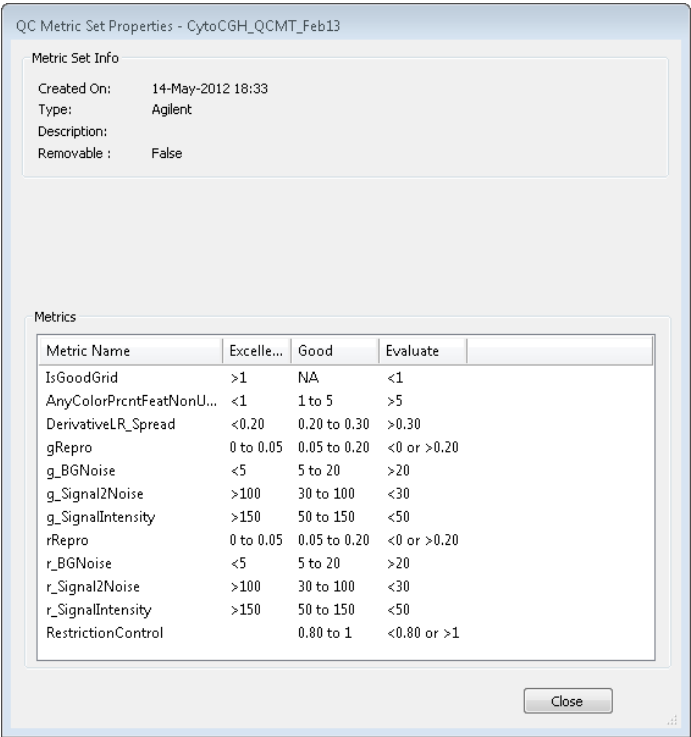 QC Metric Set Properties - CytoCGH_QCMT_Feb13
Metric Set Info
Created On: 14-May-2012 18:33
Type: Agilent
Description:
Removable : False
Metrics
Metric Name Excelle... Good Evaluate
IsGoodGrid >1 NA <1
AnyColorPrcntFeatNonU... <1 1 to 5 >5
DerivativeLR_Spread <0.20 0.20 to 0.30 >0.30
gRepro 0 to 0.05 0.05 to 0.20 <0 or >0.20
g_BGNoise <5 5 to 20 >20
g_Signal2Noise >100 30 to 100 <30
g_SignalIntensity >150 50 to 150 <50
rRepro 0 to 0.05 0.05 to 0.20 <0 or >0.20
r_BGNoise <5 5 to 20 >20
r_Signal2Noise >100 30 to 100 <30
r_SignalIntensity >150 50 to 150 <50
RestrictionControl 0.80 to 1 <0.80 or >1
Close